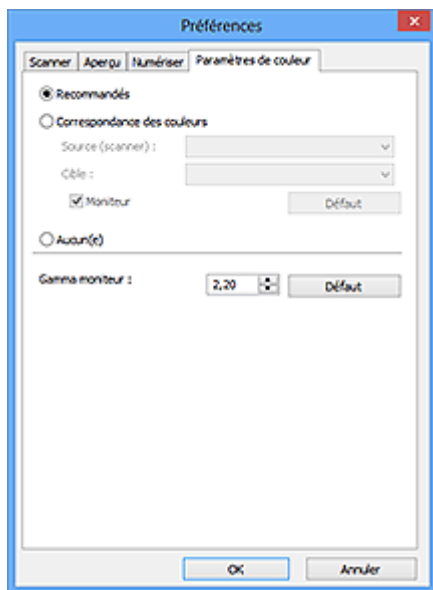 Préférences
Scanner Aperçu Numériser Paramètres de couleur
Recommandés
Correspondance des couleurs
Source (scanner) :
Cible :
Moniteur Défaut
Aucun(e)
Gamma moniteur : 2,20 Défaut
OK Annuler